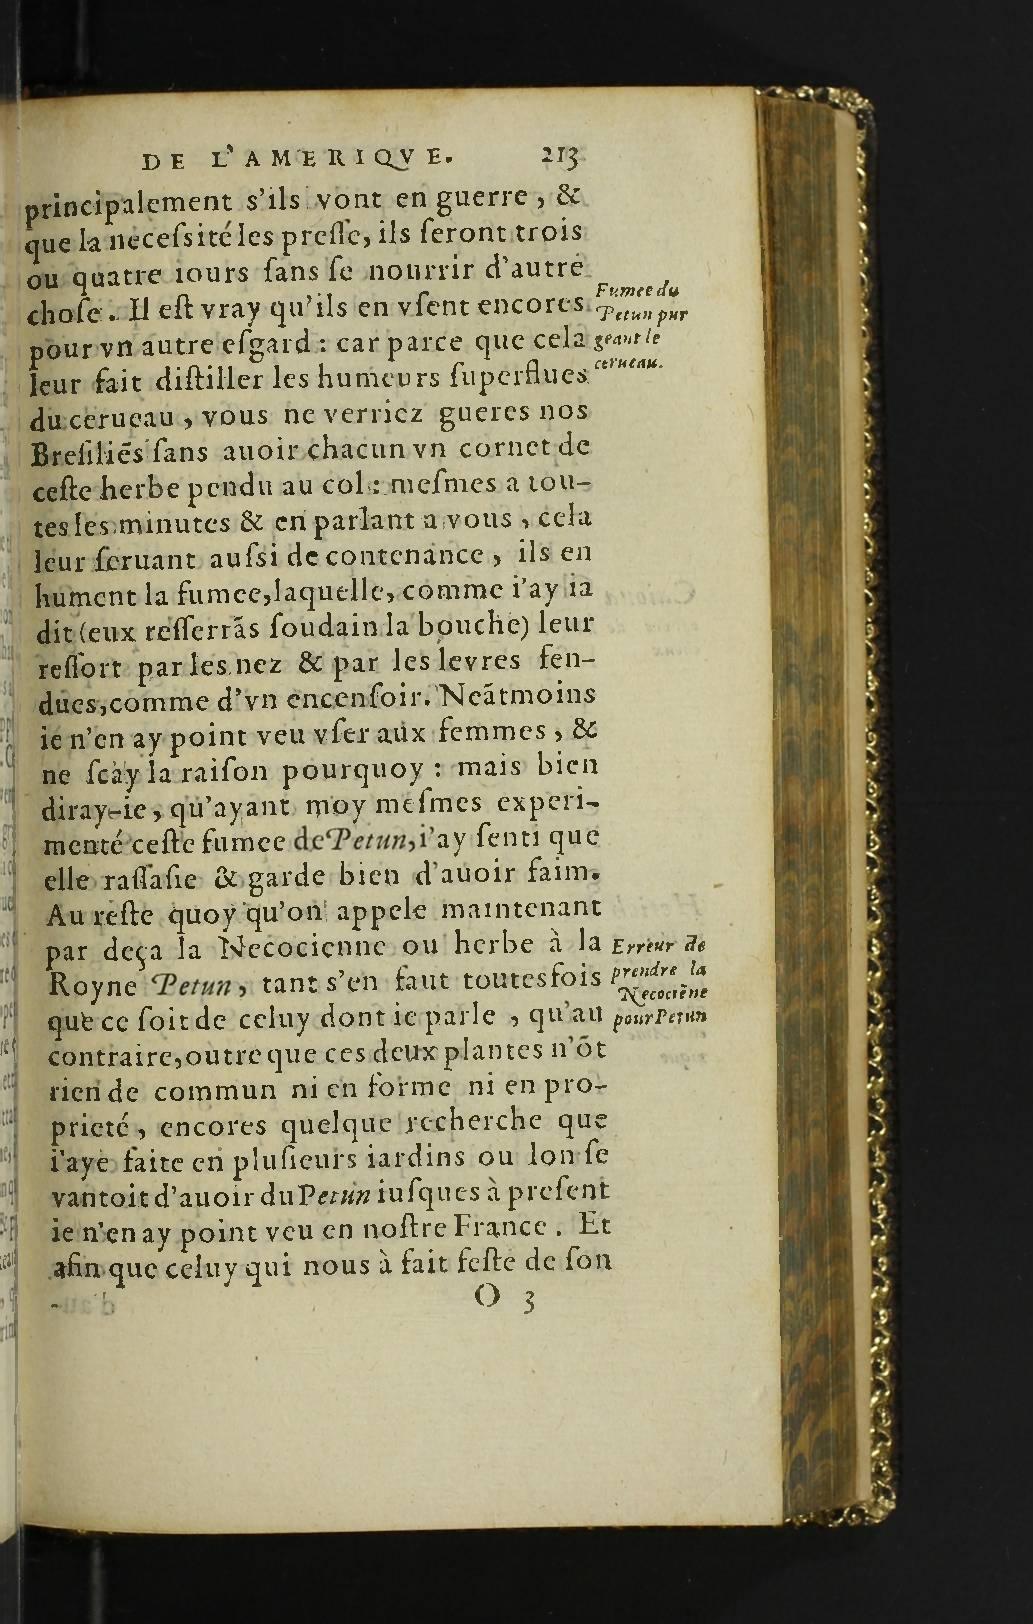 DE L'AMERIQVE. 213
principalement s'ils vont en guerre, &
que la neceſsité les preſſe, ils ſeront trois
ou quatre iours ſans ſe nourrir d'autre
choſe. Il eſt vray qu'ils en vſent encores
pour vn autre eſgard : car parce que cela
leur fait diſtiller les humeurs ſuperflues
du cerueau, vous ne verriez gueres nos
Breſiliẽs ſans auoir chacun vn cornet de
ceſte herbe pendu au col : meſmes a tou-
tes les minutes & en parlant a vous, cela
leur ſeruant auſsi de contenance, ils en
hument la fumee, laquelle, comme i'ay ia
dit (eux reſſerrãs ſoudain la bouche) leur
reſſort par les nez & par les levres fen-
dues, comme d'vn encenſoir. Neãtmoins
ie n'en ay point veu vſer aux femmes, &
ne ſcay la raiſon pourquoy : mais bien
diray-ie, qu'ayant moy meſmes experi-
menté ceſte fumee de Petun, i'ay ſenti que
elle raſſaſie & garde bien d'auoir faim.
Au reſte quoy qu'on appele maintenant
par deça la Necocienne ou herbe à la
Royne Petun, tant s'en faut toutesfois
que ce ſoit de celuy dont ie parle, qu'au
contraire, outre que ces deux plantes n'õt
rien de commun ni en forme ni en pro-
prieté, encores quelque recherche que
i'aye faite en pluſieurs iardins ou lon ſe
vantoit d'auoir du Petun iuſques à preſent
ie n'en ay point veu en noſtre France. Et
afin que celuy qui nous à fait feſte de ſon
O 3
Fumee du
Petun pur
geant le
cerueau.
Erreur de
prendre la
Necociẽne
pour Petun